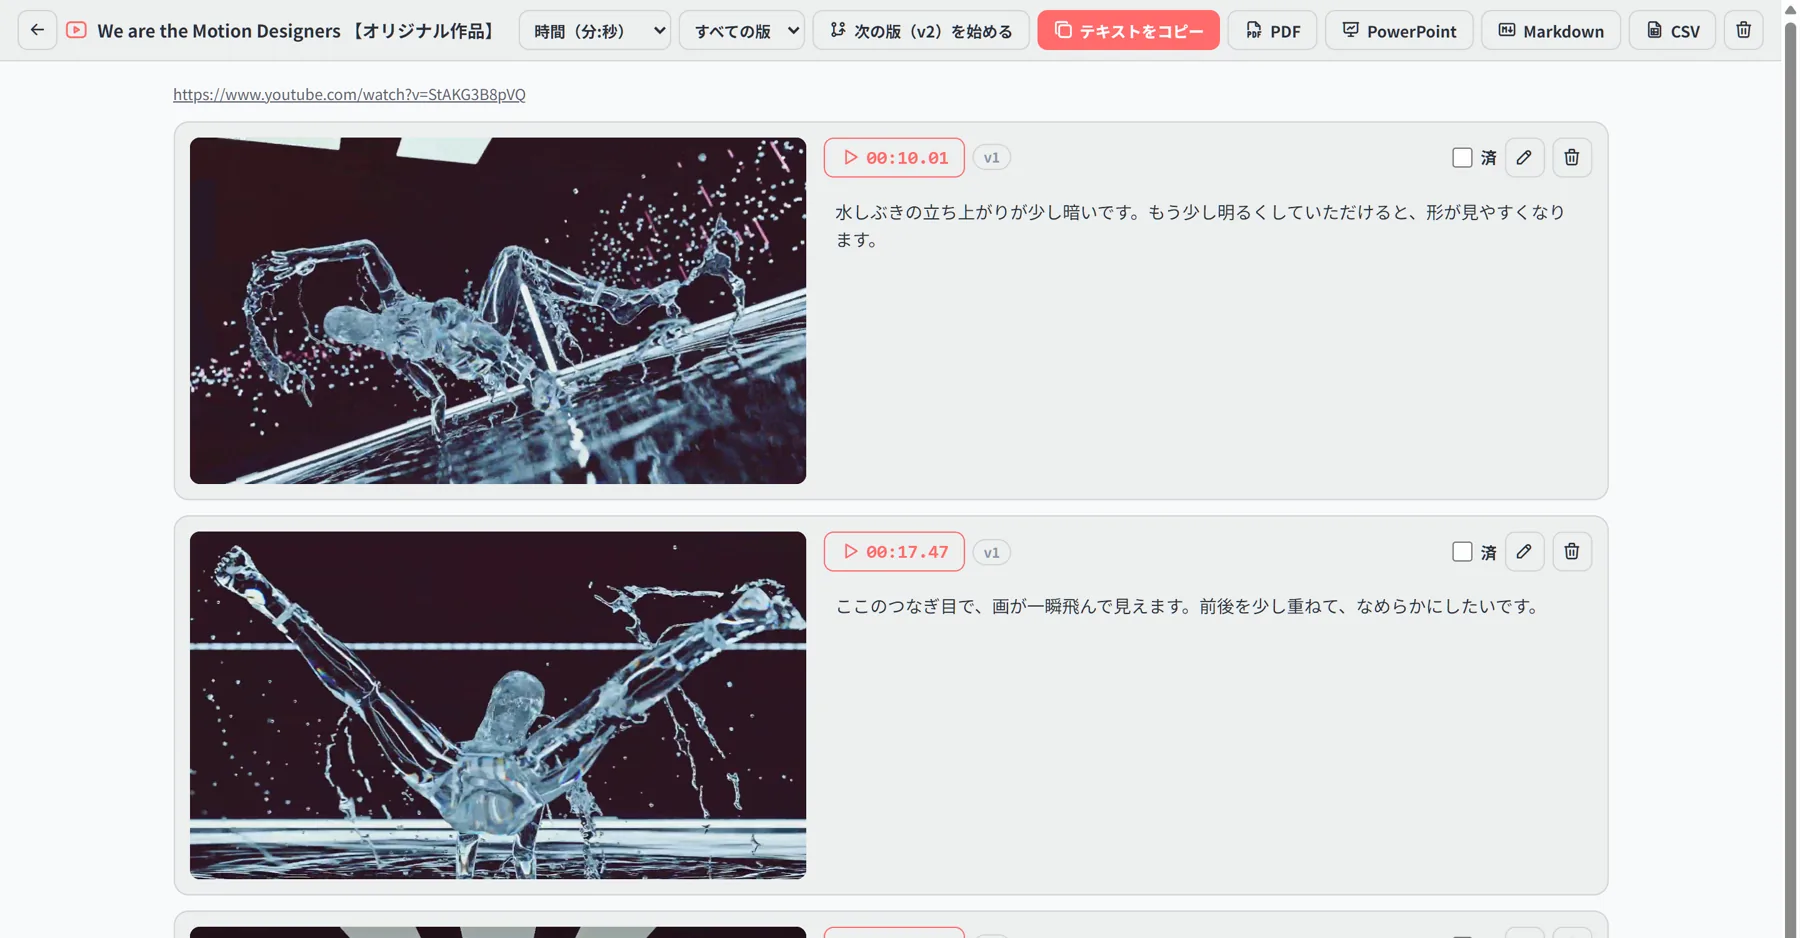 We are the Motion Designers 【オリジナル作品】
時間（分:秒）
すべての版
次の版（v2）を始める
テキストをコピー
PDF
PowerPoint
Markdown
CSV
https://www.youtube.com/watch?v=StAKG3B8pVQ
00:10.01
v1
済
水しぶきの立ち上がりが少し暗いです。もう少し明るくしていただけると、形が見やすくなり
ます。
00:17.47
v1
済
ここのつなぎ目で、画が一瞬飛んで見えます。前後を少し重ねて、なめらかにしたいです。